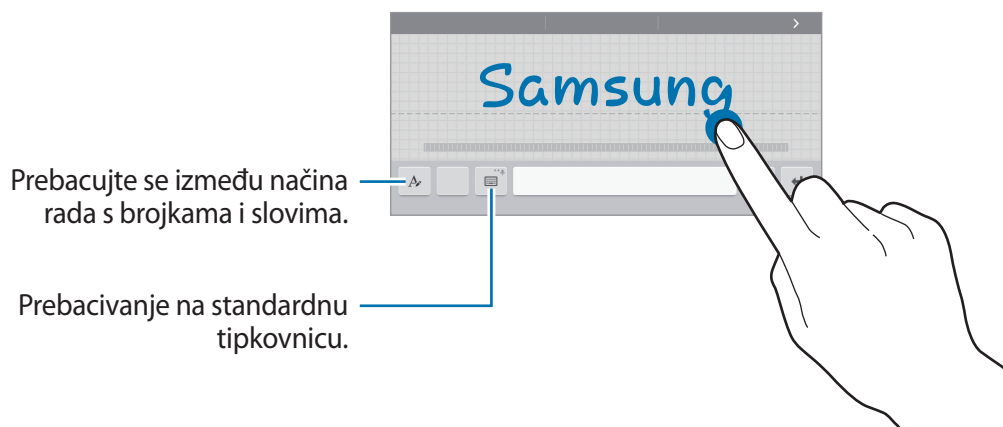 Samsung
Prebacujte se između načina
rada s brojkama i slovima.
Prebacivanje na standardnu
tipkovnicu.